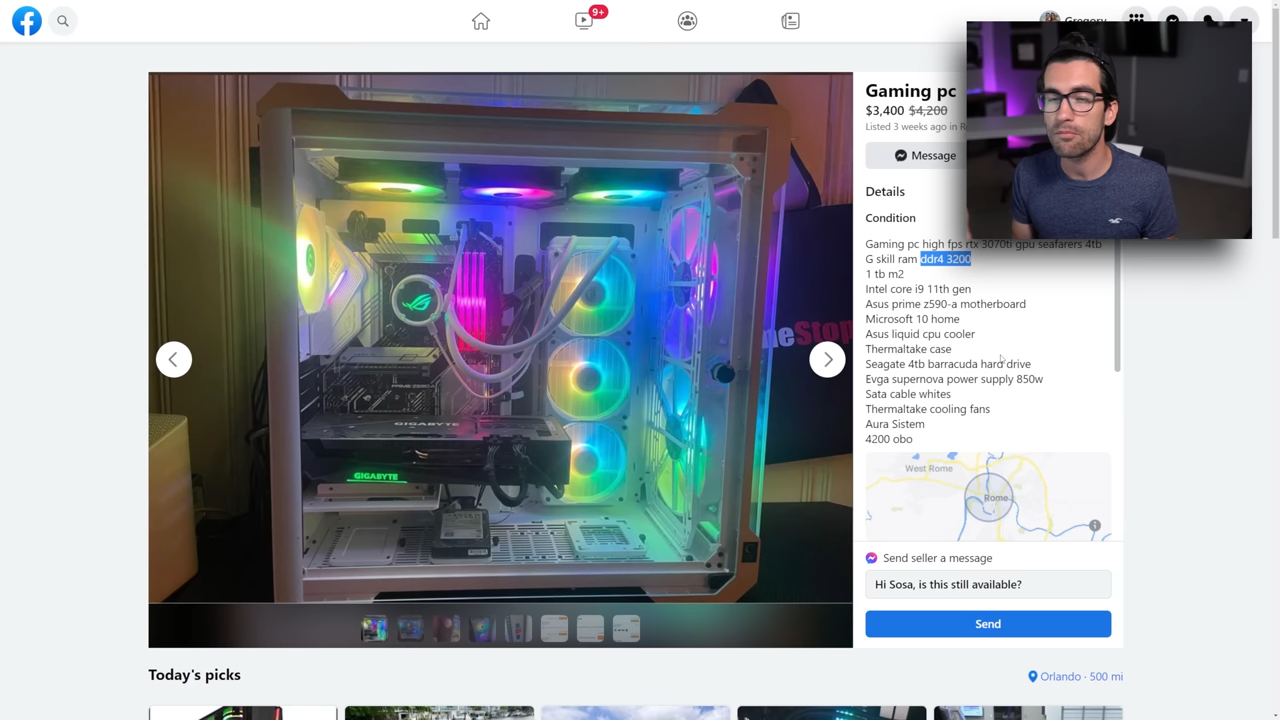 9+
Gregory
Gaming pc
$3,400 $4,200
Listed 3 weeks ago in R
Message
Details
Condition
Gaming pc high fps rtx 3070ti gpu seafarers 4tb
G skill ram ddr4 3200
1 tb m2
Intel core i9 11th gen
Asus prime z590-a motherboard
Microsoft 10 home
Asus liquid cpu cooler
Thermaltake case
Seagate 4tb barracuda hard drive
Evga supernova power supply 850w
Sata cable whites
Thermaltake cooling fans
Aura Sistem
4200 obo
West Rome
Rome
Send seller a message
Hi Sosa, is this still available?
Send
meStop
GIGABYTE
GIGABYTE
Today's picks
Orlando · 500 mi